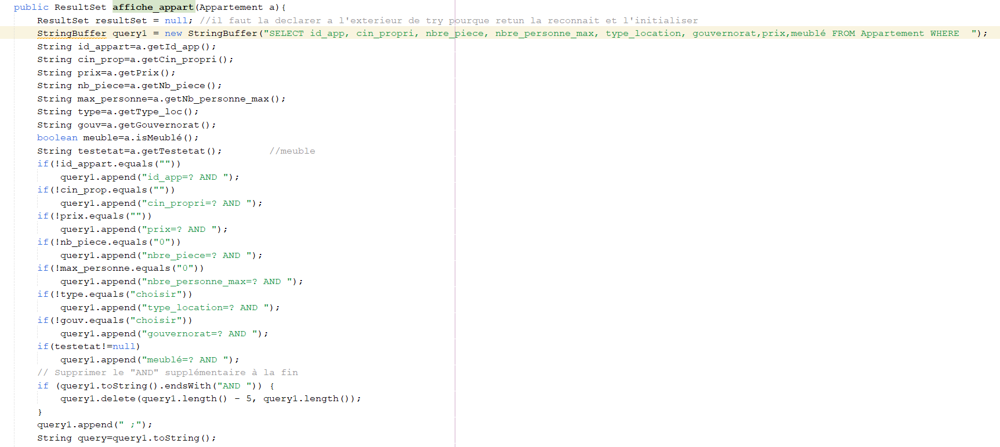 public ResultSet affiche_appart(Appartement a){
ResultSet resultSet = null; //il faut la declarer a l'exterieur de try pourque retun la reconnait et l'initialiser
StringBuffer query1 = new StringBuffer("SELECT id_app, cin_propri, nbre_piece, nbre_personne_max, type_location, gouvernorat,prix,meublé FROM Appartement WHERE  ");
String id_appart=a.getId_app();
String cin_prop=a.getCin_propri();
String prix=a.getPrix();
String nb_piece=a.getNb_piece();
String max_personne=a.getNb_personne_max();
String type=a.getType_loc();
String gouv=a.getGouvernorat();
boolean meuble=a.isMeublé();
String testetat=a.getTestetat();        //meuble
if(!id_appart.equals(""))
query1.append("id_app=? AND ");
if(!cin_prop.equals(""))
query1.append("cin_propri=? AND ");
if(!prix.equals(""))
query1.append("prix=? AND ");
if(!nb_piece.equals("0"))
query1.append("nbre_piece=? AND ");
if(!max_personne.equals("0"))
query1.append("nbre_personne_max=? AND ");
if(!type.equals("choisir"))
query1.append("type_location=? AND ");
if(!gouv.equals("choisir"))
query1.append("gouvernorat=? AND ");
if(testetat!=null)
query1.append("meublé=? AND ");
// Supprimer le "AND" supplémentaire à la fin
if (query1.toString().endsWith("AND ")) {
query1.delete(query1.length() - 5, query1.length());
}
query1.append(" ;");
String query=query1.toString();